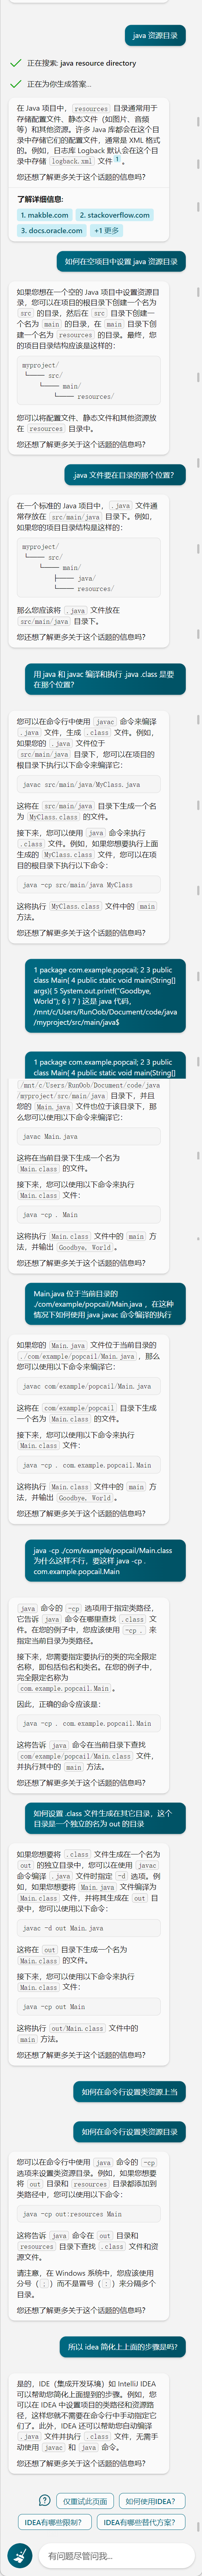 java 资源目录
正在搜索: java resource directory
正在为你生成答案...
在 Java 项目中， resources 目录通常用于
存储配置文件、静态文件（如图片、音频
等）和其他资源。许多 Java 库都会在这个目
录中存储它们的配置文件，通常是 XML 格式
的。例如，日志库 Logback 默认会在这个目
录中存储 logback.xml 文件 1 。
您还想了解更多关于这个话题的信息吗？
了解详细信息:
1. makble.com
2. stackoverflow.com
3. docs.oracle.com
+1 更多
如何在空项目中设置 java 资源目录
如果您想在一个空的 Java 项目中设置资源目
录，您可以在项目的根目录下创建一个名为
src 的目录，然后在 src 目录下创建一
个名为 main 的目录，在 main 目录下创
建一个名为 resources 的目录。最终，您
的项目目录结构应该是这样的：
myproject/
└── src/
└── main/
└── resources/
您可以将配置文件、静态文件和其他资源放
在 resources 目录中。
您还想了解更多关于这个话题的信息吗？
.java 文件要在目录的那个位置？
在一个标准的 Java 项目中， .java 文件通
常存放在 src/main/java 目录下。例如，
如果您的项目目录结构是这样的：
myproject/
└── src/
└── main/
├── java/
└── resources/
那么您应该将 .java 文件放在
src/main/java 目录下。
您还想了解更多关于这个话题的信息吗？
用 java 和 javac 编译和执行 .java .class 是要
在那个位置？
您可以在命令行中使用 javac 命令来编译
.java 文件，生成 .class 文件。例如，
如果您的 .java 文件位于
src/main/java 目录下，您可以在项目的
根目录下执行以下命令来编译它：
javac src/main/java/MyClass.java
这将在 src/main/java 目录下生成一个名
为 MyClass.class 的文件。
接下来，您可以使用 java 命令来执行
.class 文件。例如，如果您想要执行上面
生成的 MyClass.class 文件，您可以在项
目的根目录下执行以下命令：
java -cp src/main/java MyClass
这将执行 MyClass.class 文件中的 main
方法。
您还想了解更多关于这个话题的信息吗？
1 package com.example.popcail; 2 3 public
class Main{ 4 public static void main(String[]
args){ 5 System.out.printf("Goodbye,
World"); 6 } 7 } 这是 java 代码，
/mnt/c/Users/RunOob/Document/code/java
/myproject/src/main/java$
1 package com.example.popcail; 2 3 public
class Main{ 4 public static void main(String[]
/mnt/c/Users/RunOob/Document/code/java
/myproject/src/main/java 目录下，并且
您的 Main.java 文件也位于该目录下，那
么您可以使用以下命令来编译它：
javac Main.java
这将在当前目录下生成一个名为
Main.class 的文件。
接下来，您可以使用以下命令来执行
Main.class 文件：
java -cp . Main
这将执行 Main.class 文件中的 main 方
法，并输出 Goodbye, World 。
您还想了解更多关于这个话题的信息吗？
Main.java 位于当前目录的
./com/example/popcail/Main.java ，在这种
情况下如何使用 java javac 命令编译的执行
如果您的 Main.java 文件位于当前目录的
./com/example/popcail/Main.java ，那么
您可以使用以下命令来编译它：
javac com/example/popcail/Main.java
这将在 com/example/popcail 目录下生成
一个名为 Main.class 的文件。
接下来，您可以使用以下命令来执行
Main.class 文件：
java -cp . com.example.popcail.Main
这将执行 Main.class 文件中的 main 方
法，并输出 Goodbye, World 。
您还想了解更多关于这个话题的信息吗？
java -cp ./com/example/popcail/Main.class
为什么这样不行，要这样 java -cp .
com.example.popcail.Main
java 命令的 -cp 选项用于指定类路径，
它告诉 java 命令在哪里查找 .class 文
件。在您的例子中，您应该使用 -cp . 来
指定当前目录为类路径。
接下来，您需要指定要执行的类的完全限定
名称，即包括包名和类名。在您的例子中，
完全限定名称为
com.example.popcail.Main 。
因此，正确的命令应该是：
java -cp . com.example.popcail.Main
这将告诉 java 命令在当前目录下查找
com/example/popcail/Main.class 文件，
并执行其中的 main 方法。
您还想了解更多关于这个话题的信息吗？
如何设置 .class 文件生成在其它目录，这个
目录是一个独立的名为 out 的目录
如果您想要将 .class 文件生成在一个名为
out 的独立目录中，您可以在使用 javac
命令编译 .java 文件时指定 -d 选项。例
如，如果您想要将 Main.java 文件编译为
Main.class 文件，并将其生成在 out 目
录中，您可以使用以下命令：
javac -d out Main.java
这将在 out 目录下生成一个名为
Main.class 的文件。
接下来，您可以使用以下命令来执行
Main.class 文件：
java -cp out Main
这将执行 out/Main.class 文件中的
main 方法。
您还想了解更多关于这个话题的信息吗？
如何在命令行设置类资源上当
如何在命令行设置类资源目录
您可以在命令行中使用 java 命令的 -cp
选项来设置类资源目录。例如，如果您想要
将 out 目录和 resources 目录都添加到
类路径中，您可以使用以下命令：
java -cp out:resources Main
这将告诉 java 命令在 out 目录和
resources 目录下查找 .class 文件和资
源文件。
请注意，在 Windows 系统中，您应该使用
分号（ ; ）而不是冒号（ : ）来分隔多个
目录。
您还想了解更多关于这个话题的信息吗？
所以 idea 简化上上面的步骤是吗？
是的，IDE（集成开发环境）如 IntelliJ IDEA
可以帮助您简化上面提到的步骤。例如，您可
以在 IDEA 中设置项目的类路径和资源路
径，这样您就不需要在命令行中手动指定它
们了。此外，IDEA 还可以帮助您自动编译
.java 文件并执行 .class 文件，无需手
动使用 javac 和 java 命令。
您还想了解更多关于这个话题的信息吗？
仅重试此页面
如何使用IDEA？
IDEA有哪些限制？
IDEA有哪些替代方案？
有问题尽管问我...